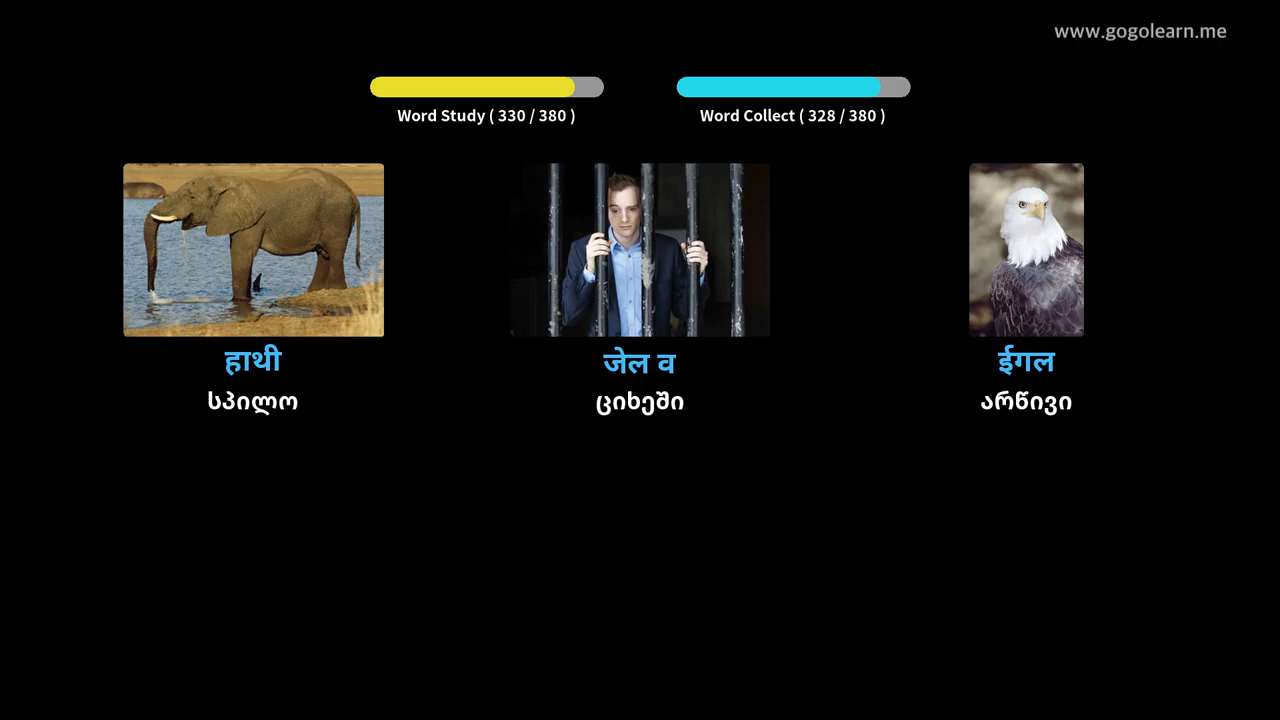 www.gogolearn.me
Word Study ( 330 / 380 )
Word Collect ( 328 / 380 )
हाथी
जेल व
ईगल
სპილო
ციხეში
არწივი